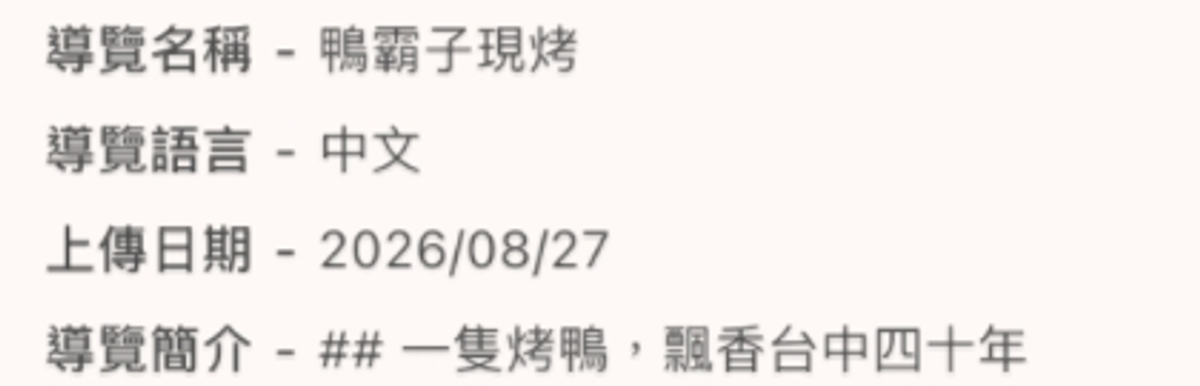 導覽名稱 - 鴨霸子現烤
導覽語言 - 中文
上傳日期 - 2026/08/27
導覽簡介 - ## 一隻烤鴨，飄香台中四十年